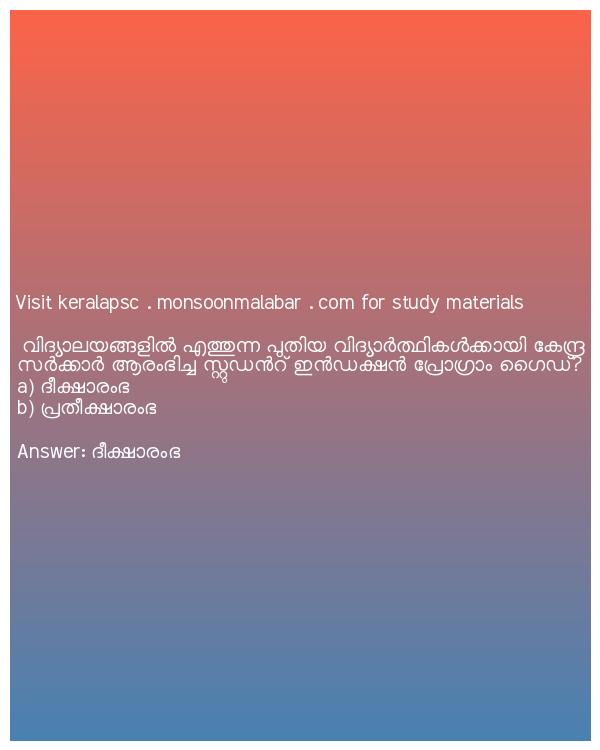 Visit keralapsc . monsoonmalabar . com for study materials
വിദ്യാലയങ്ങളിൽ എത്തുന്ന പുതിയ വിദ്യാർത്ഥികൾക്കായി കേന്ദ്ര
സർക്കാർ ആരംഭിച്ച സ്റ്റുഡൻറ് ഇൻഡക്ഷൻ പ്രോഗ്രാം ഗൈഡ്?
a) ദീക്ഷാരംഭ
b) പ്രതീക്ഷാരംഭ
Answer: ദീക്ഷാരംഭ